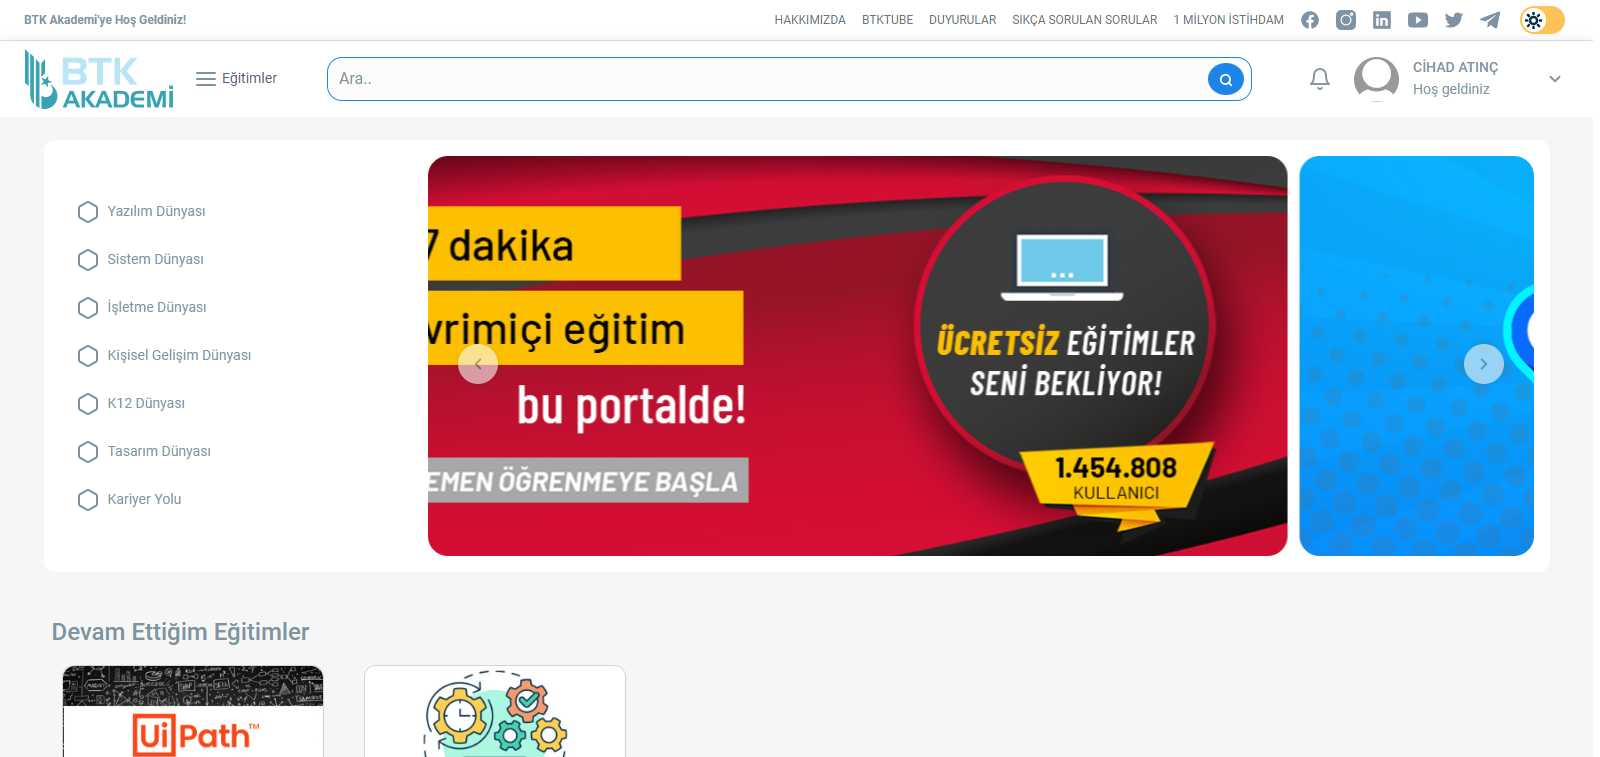 BTK Akademi'ye Hoş Geldiniz!
HAKKIMIZDA BTKTUBE DUYURULAR SIKÇA SORULAN SORULAR 1 MİLYON İSTİHDAM
BTK
AKADEMİ
Eğitimler
Ara..
CİHAD ATINÇ
Hoş geldiniz
Yazılım Dünyası
Sistem Dünyası
İşletme Dünyası
Kişisel Gelişim Dünyası
K12 Dünyası
Tasarım Dünyası
Kariyer Yolu
7 dakika
vrimiçi eğitim
bu portalde!
EMEN ÖĞRENMEYE BAŞLA
ÜCRETSİZ EĞİTİMLER
SENİ BEKLİYOR!
1.454.808
KULLANICI
Devam Ettiğim Eğitimler
UiPath™